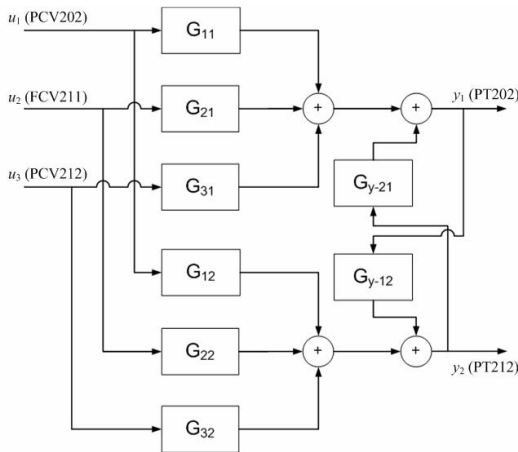 u₁ (PCV202)
G₁₁
u₂ (FCV211)
G₂₁
+
+
y₁ (PT202)
u₃ (PCV212)
G₃₁
Gy-21
G₁₂
Gy-12
G₂₂
+
+
y₂ (PT212)
G₃₂